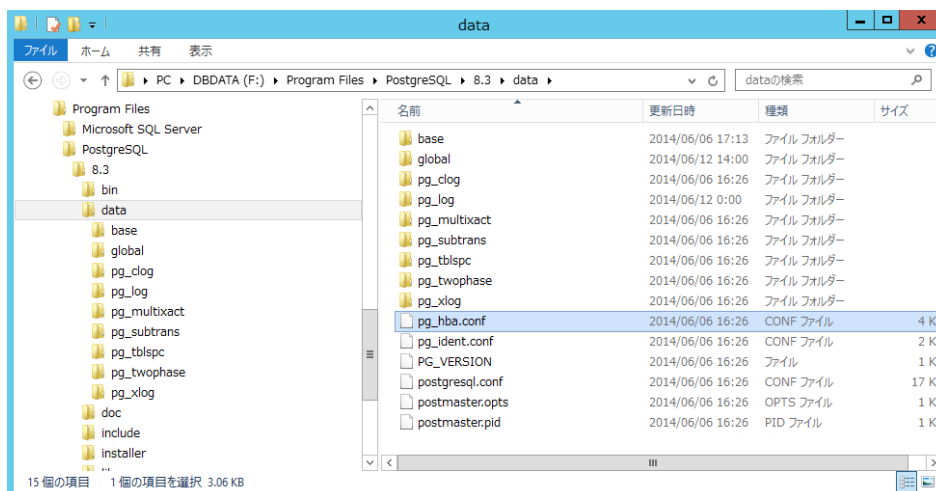 data
ファイル ホーム 共有 表示
PC DBDATA (F:) Program Files PostgreSQL 8.3 data dataの検索
Program Files
Microsoft SQL Server
PostgreSQL
8.3
bin
data
base
global
pg_clog
pg_log
pg_multixact
pg_subtrans
pg_tblspc
pg_twophase
pg_xlog
doc
include
installer
名前 更新日時 種類 サイズ
base 2014/06/06 17:13 ファイル フォルダー
global 2014/06/12 14:00 ファイル フォルダー
pg_clog 2014/06/06 16:26 ファイル フォルダー
pg_log 2014/06/12 0:00 ファイル フォルダー
pg_multixact 2014/06/06 16:26 ファイル フォルダー
pg_subtrans 2014/06/06 16:26 ファイル フォルダー
pg_tblspc 2014/06/06 16:26 ファイル フォルダー
pg_twophase 2014/06/06 16:26 ファイル フォルダー
pg_xlog 2014/06/06 16:26 ファイル フォルダー
pg_hba.conf 2014/06/06 16:26 CONF ファイル 4 K
pg_ident.conf 2014/06/06 16:26 CONF ファイル 2 K
PG_VERSION 2014/06/06 16:26 ファイル 1 K
postgresql.conf 2014/06/06 16:26 CONF ファイル 17 K
postmaster.opts 2014/06/06 16:26 OPTS ファイル 1 K
postmaster.pid 2014/06/06 16:26 PID ファイル 1 K
15 個の項目 1 個の項目を選択 3.06 KB